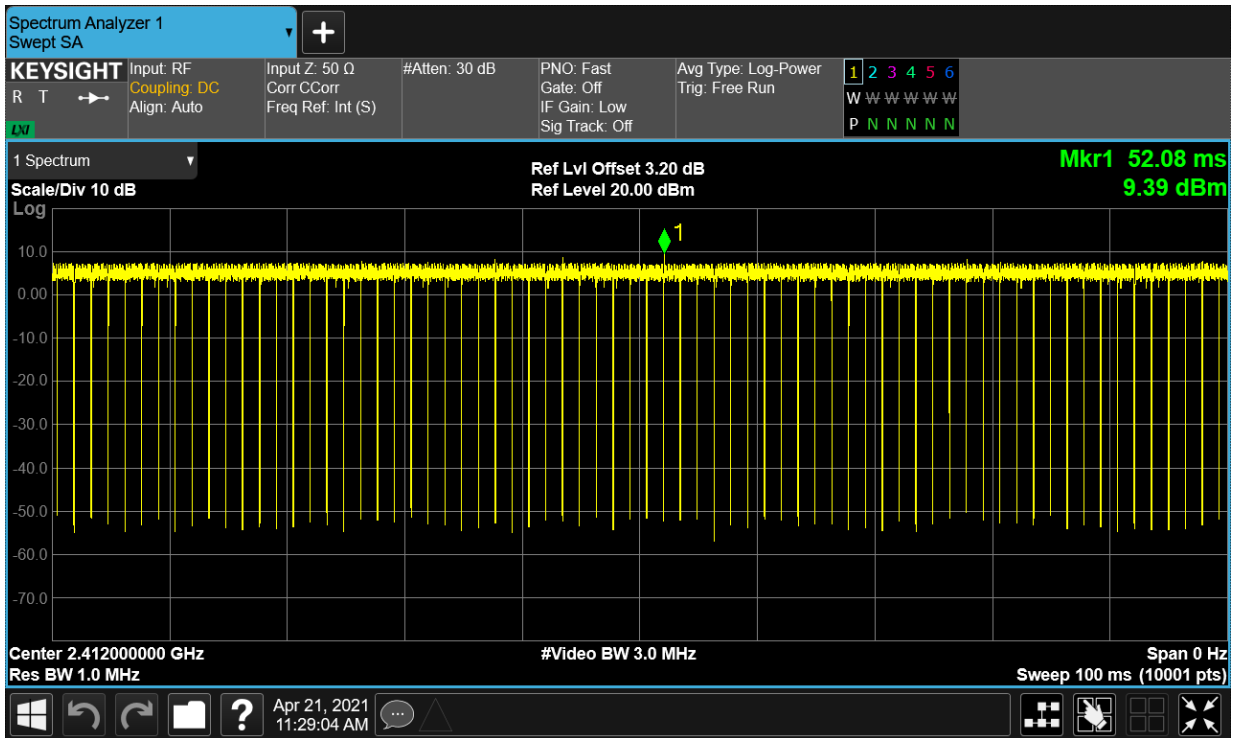 Spectrum Analyzer 1
Swept SA
KEYSIGHT
R T
LXI
Input: RF
Coupling: DC
Align: Auto
Input Z: 50 Ω
Corr CCorr
Freq Ref: Int (S)
#Atten: 30 dB
PNO: Fast
Gate: Off
IF Gain: Low
Sig Track: Off
Avg Type: Log-Power
Trig: Free Run
1 2 3 4 5 6
W W W W W W
P N N N N N
1 Spectrum
Scale/Div 10 dB
Log
Ref Lvl Offset 3.20 dB
Ref Level 20.00 dBm
Mkr1 52.08 ms
9.39 dBm
1
10.0
0.00
-10.0
-20.0
-30.0
-40.0
-50.0
-60.0
-70.0
Center 2.412000000 GHz
Res BW 1.0 MHz
#Video BW 3.0 MHz
Span 0 Hz
Sweep 100 ms (10001 pts)
?
Apr 21, 2021
11:29:04 AM